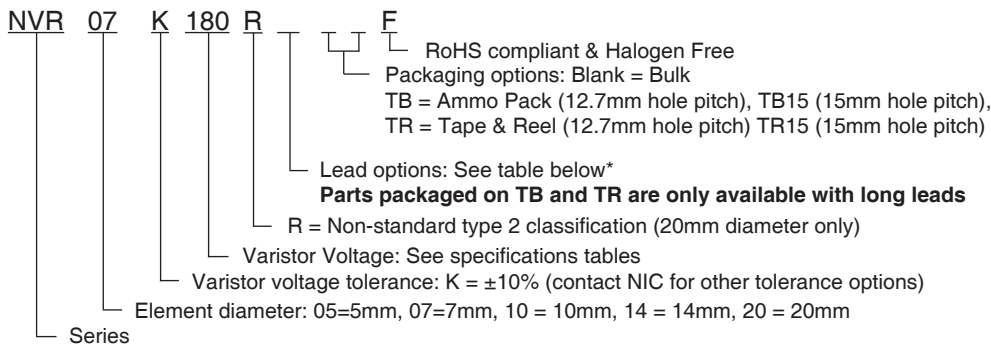 NVR 07 K 180 R _ _ _ F
RoHS compliant & Halogen Free
Packaging options: Blank = Bulk
TB = Ammo Pack (12.7mm hole pitch), TB15 (15mm hole pitch),
TR = Tape & Reel (12.7mm hole pitch) TR15 (15mm hole pitch)
Lead options: See table below*
Parts packaged on TB and TR are only available with long leads
R = Non-standard type 2 classification (20mm diameter only)
Varistor Voltage: See specifications tables
Varistor voltage tolerance: K = ±10% (contact NIC for other tolerance options)
Element diameter: 05=5mm, 07=7mm, 10 = 10mm, 14 = 14mm, 20 = 20mm
Series